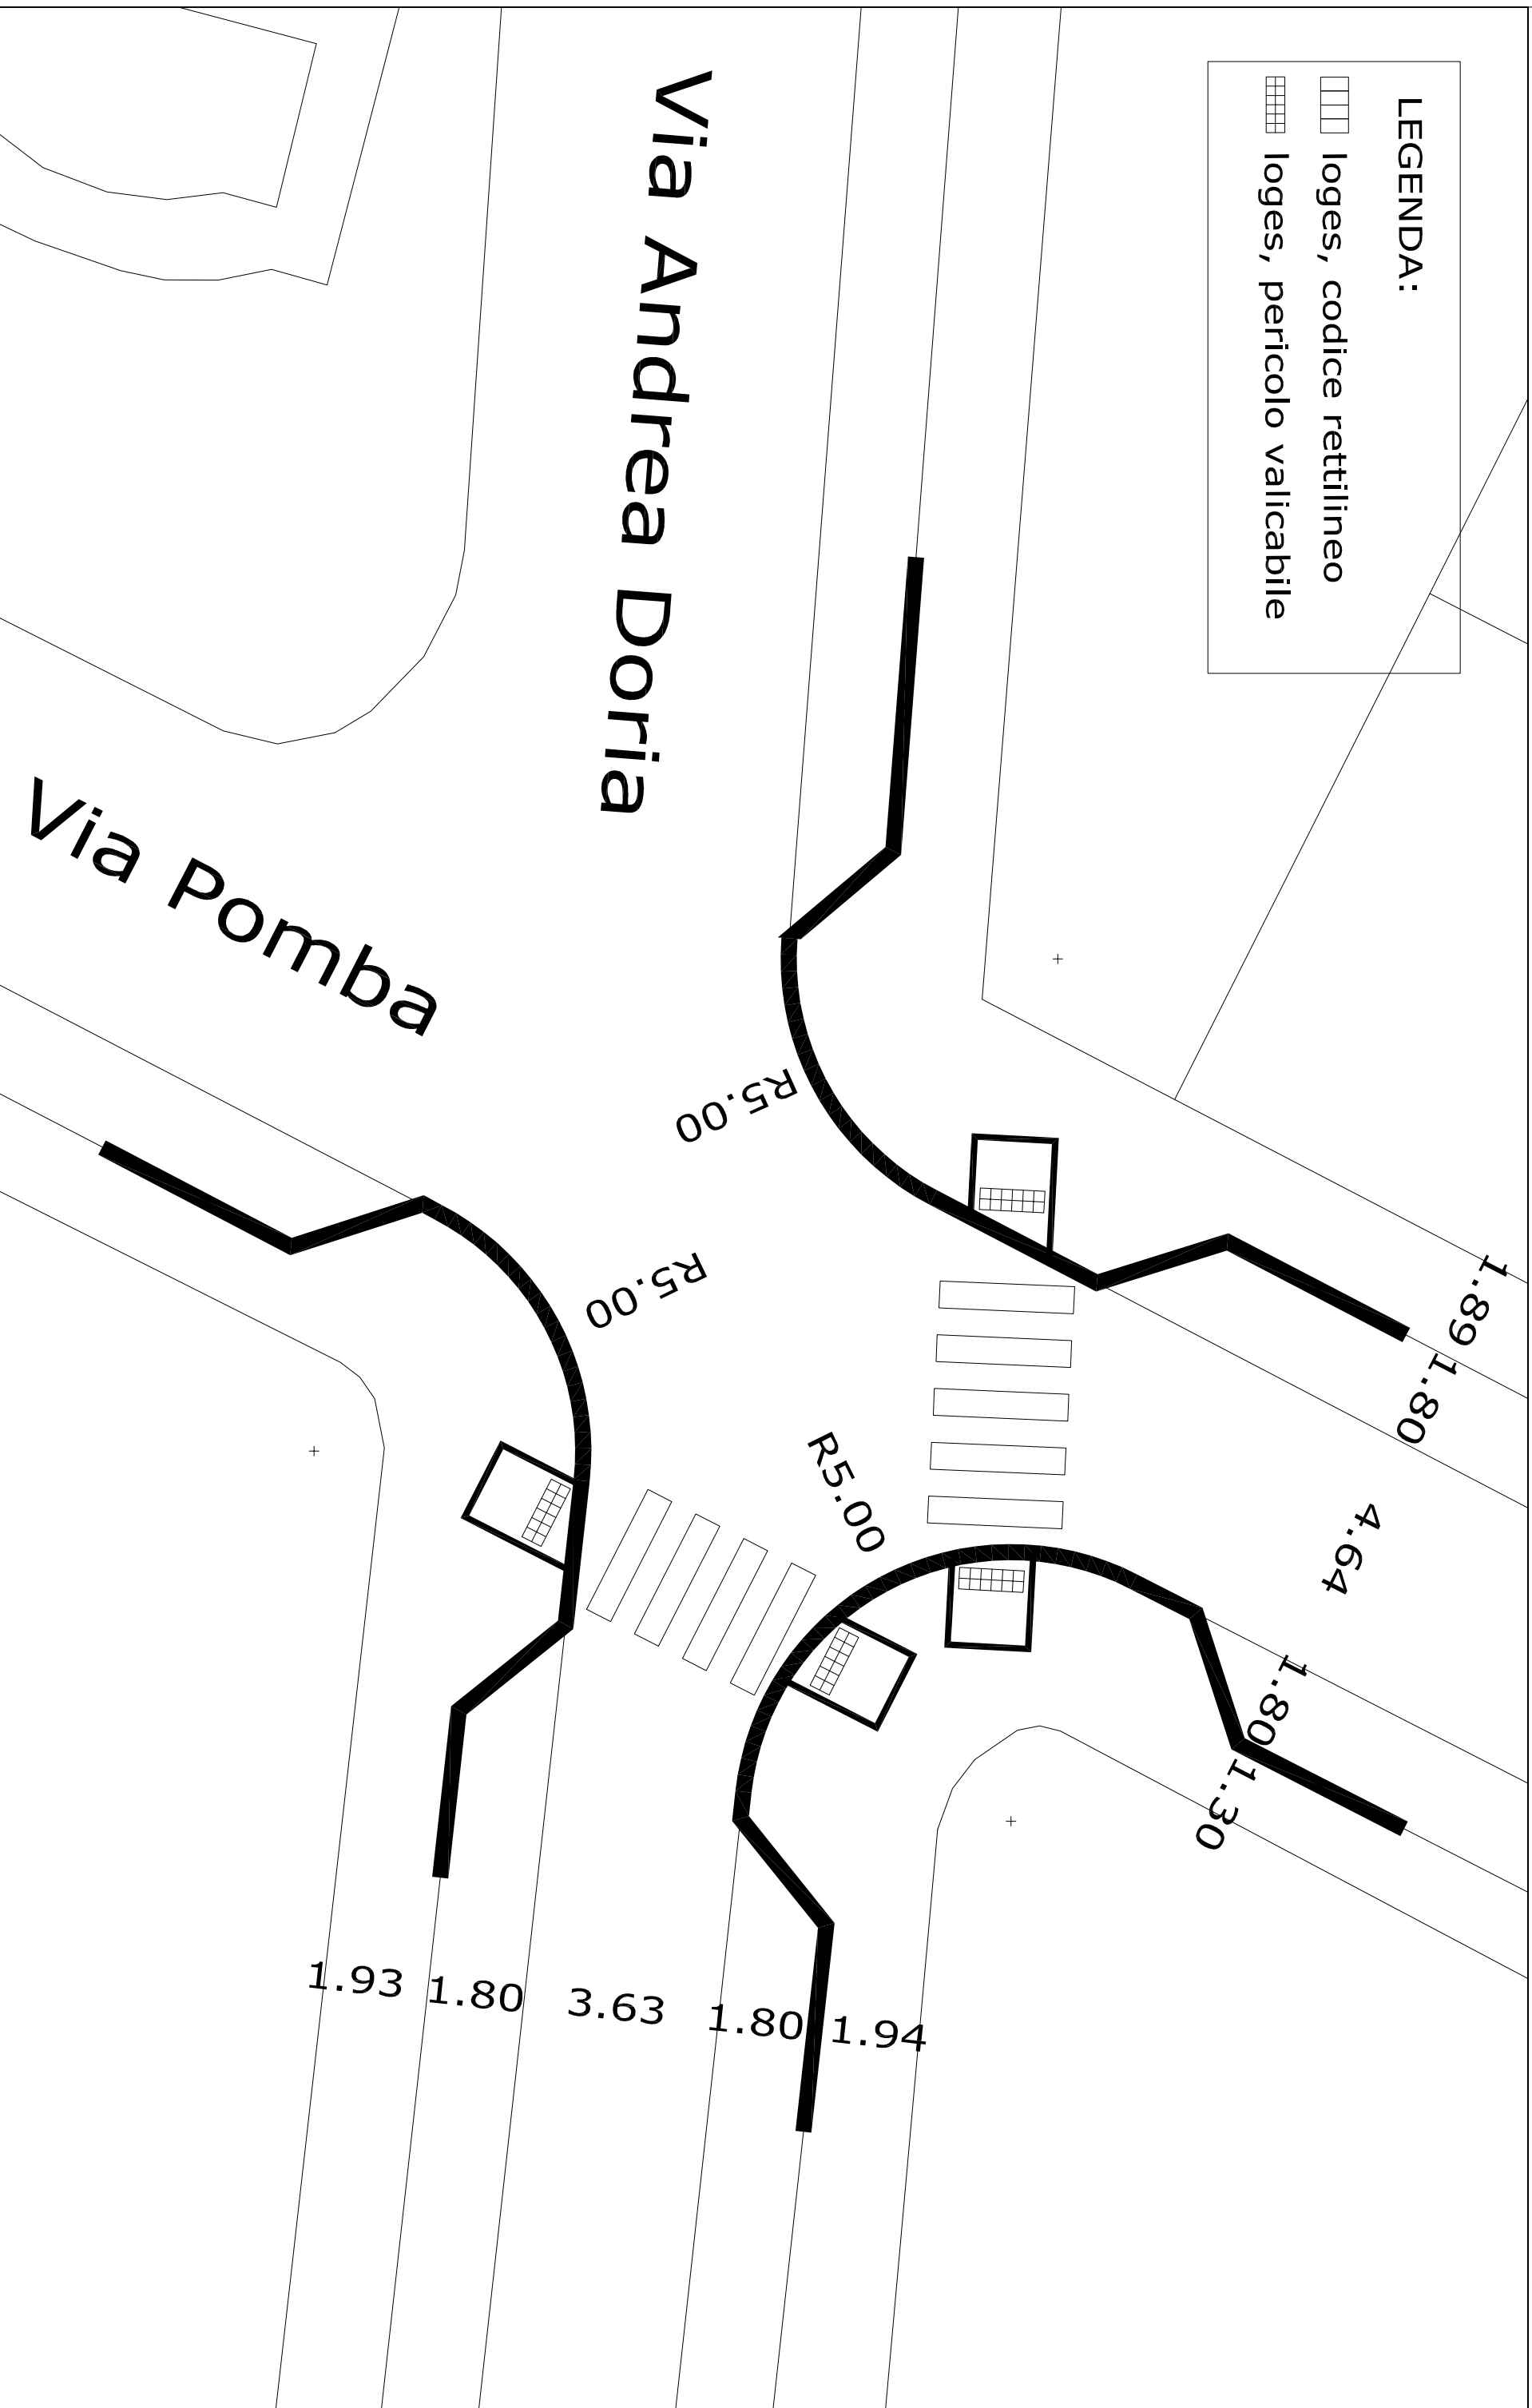 LEGENDA:
loges, codice rettilineo
loges, pericolo valicabile
Via Andrea Doria
Via Pomba
R5.00
R5.00
R5.00
1.89
1.80
4.64
1.80
1.30
1.93
1.80
3.63
1.80
1.94